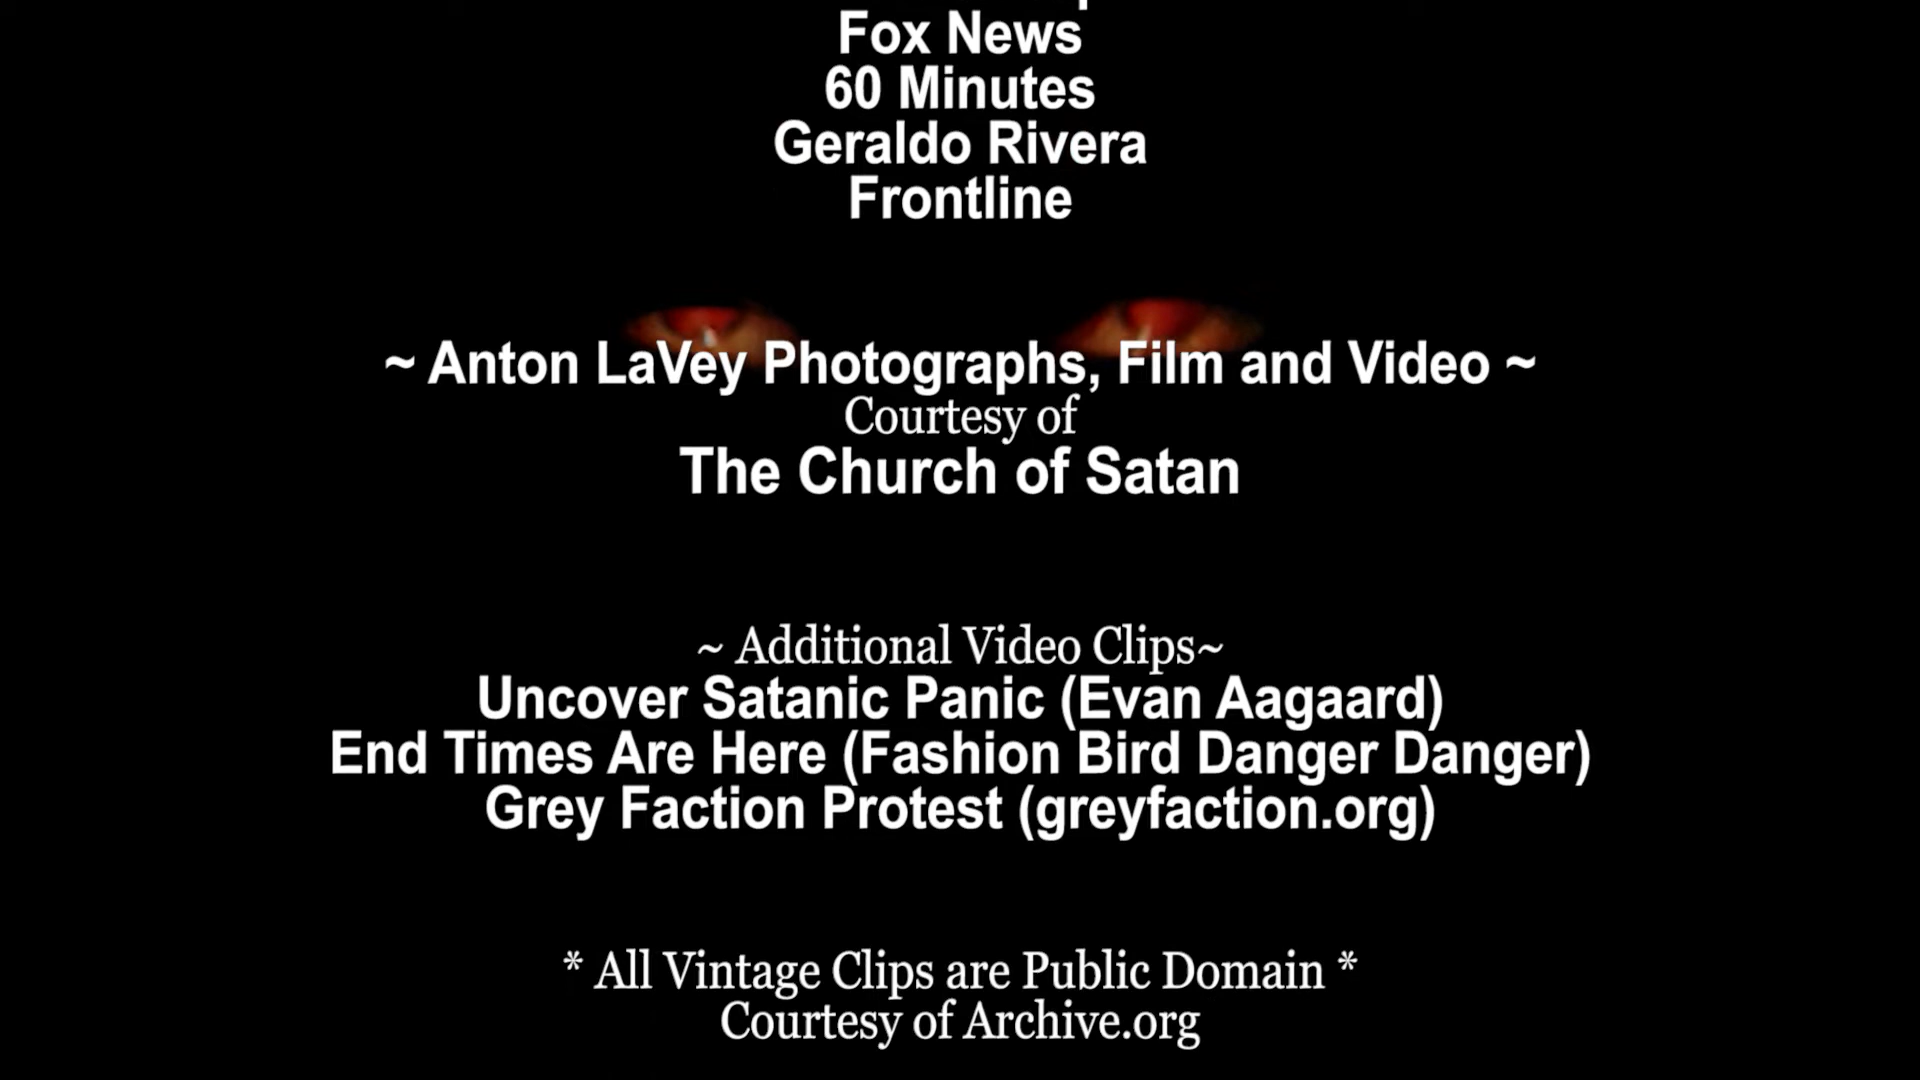 Fox News
60 Minutes
Geraldo Rivera
Frontline
~ Anton LaVey Photographs, Film and Video ~
Courtesy of
The Church of Satan
~ Additional Video Clips~
Uncover Satanic Panic (Evan Aagaard)
End Times Are Here (Fashion Bird Danger Danger)
Grey Faction Protest (greyfaction.org)
* All Vintage Clips are Public Domain *
Courtesy of Archive.org